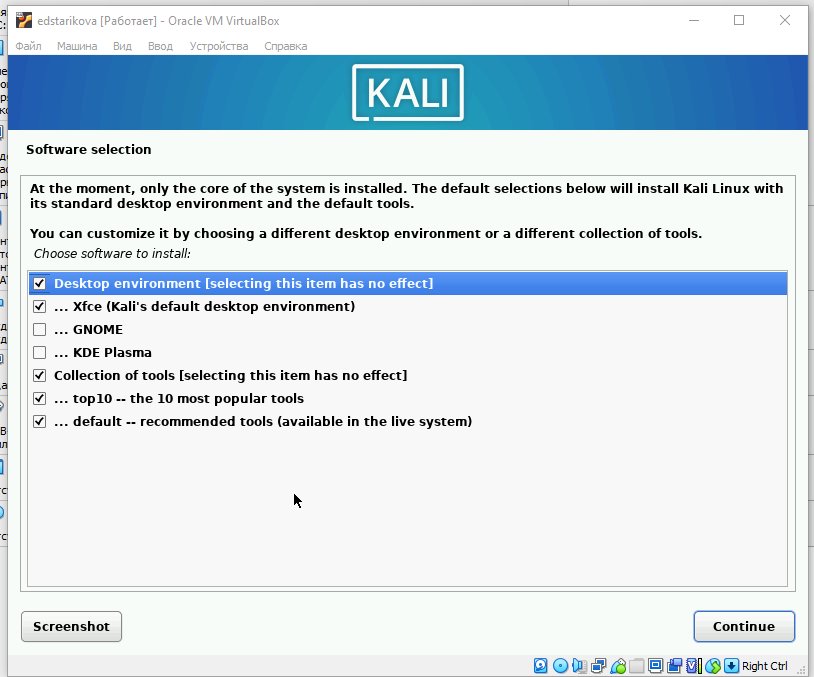 edstarikova [Работает] - Oracle VM VirtualBox
Файл Машина Вид Ввод Устройства Справка
KALI
Software selection
At the moment, only the core of the system is installed. The default selections below will install Kali Linux with
its standard desktop environment and the default tools.
You can customize it by choosing a different desktop environment or a different collection of tools.
Choose software to install:
Desktop environment [selecting this item has no effect]
... Xfce (Kali's default desktop environment)
... GNOME
... KDE Plasma
Collection of tools [selecting this item has no effect]
... top10 -- the 10 most popular tools
... default -- recommended tools (available in the live system)
Screenshot
Continue
Right Ctrl